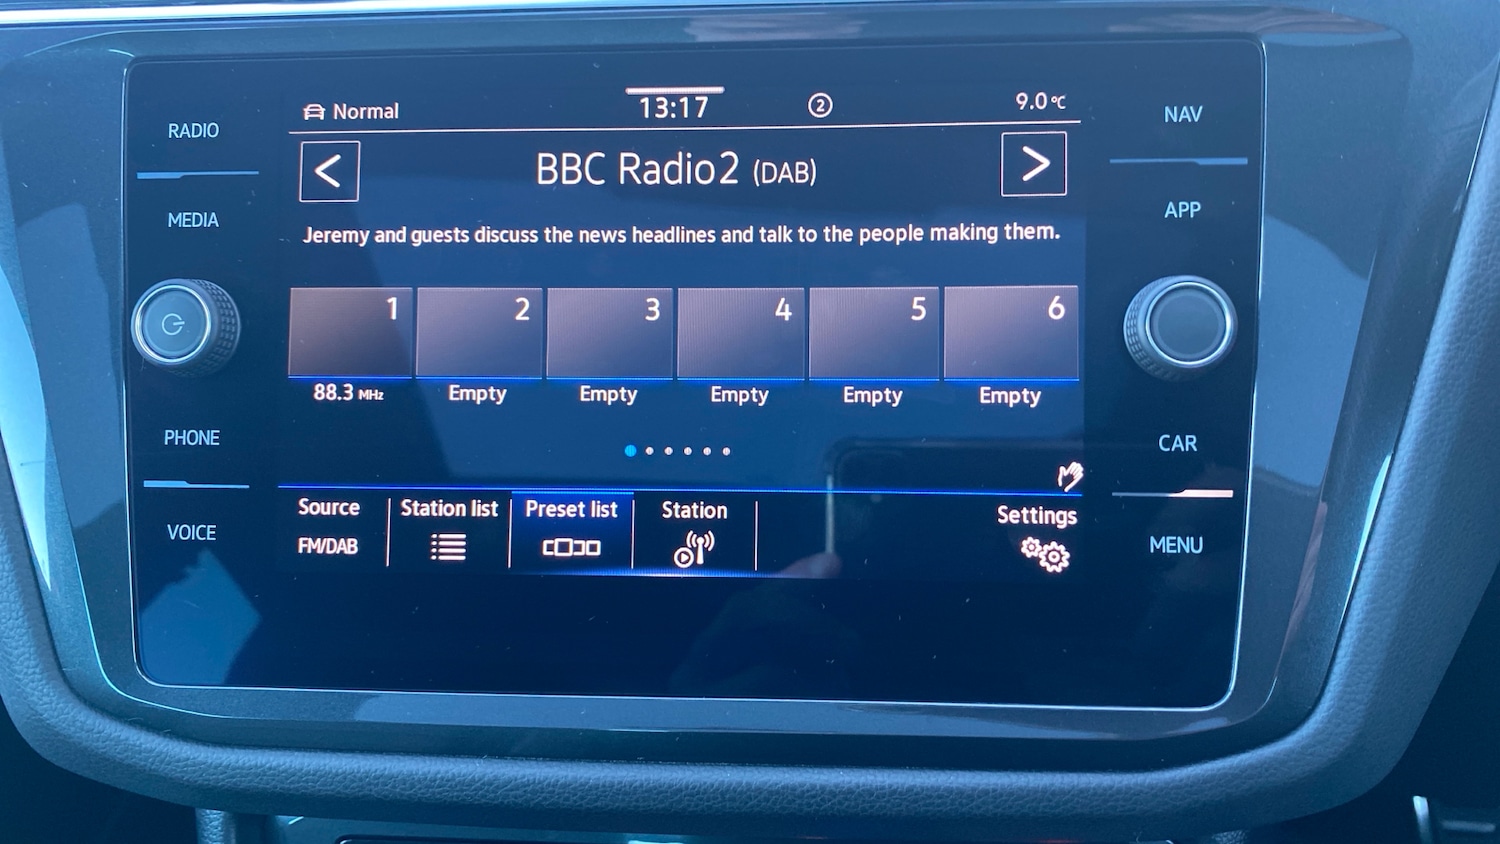 RADIO
MEDIA
PHONE
VOICE
Normal
13:17
2
9.0 °C
< BBC Radio2 (DAB) >
Jeremy and guests discuss the news headlines and talk to the people making them.
1 2 3 4 5 6
88.3 MHz Empty Empty Empty Empty Empty
Source Station list Preset list Station Settings
FM/DAB
NAV
APP
CAR
MENU